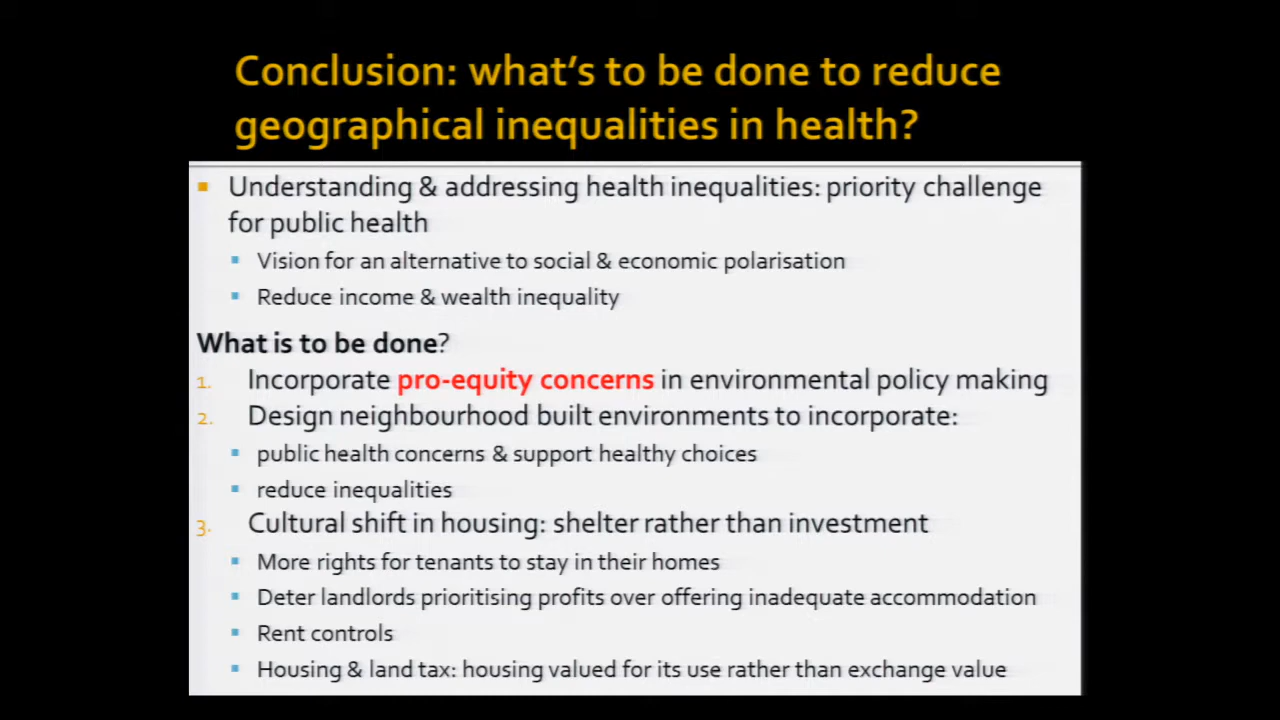 Conclusion: what's to be done to reduce
geographical inequalities in health?
Understanding & addressing health inequalities: priority challenge
for public health
Vision for an alternative to social & economic polarisation
Reduce income & wealth inequality
What is to be done?
1. Incorporate pro-equity concerns in environmental policy making
2. Design neighbourhood built environments to incorporate:
public health concerns & support healthy choices
reduce inequalities
3. Cultural shift in housing: shelter rather than investment
More rights for tenants to stay in their homes
Deter landlords prioritising profits over offering inadequate accommodation
Rent controls
Housing & land tax: housing valued for its use rather than exchange value